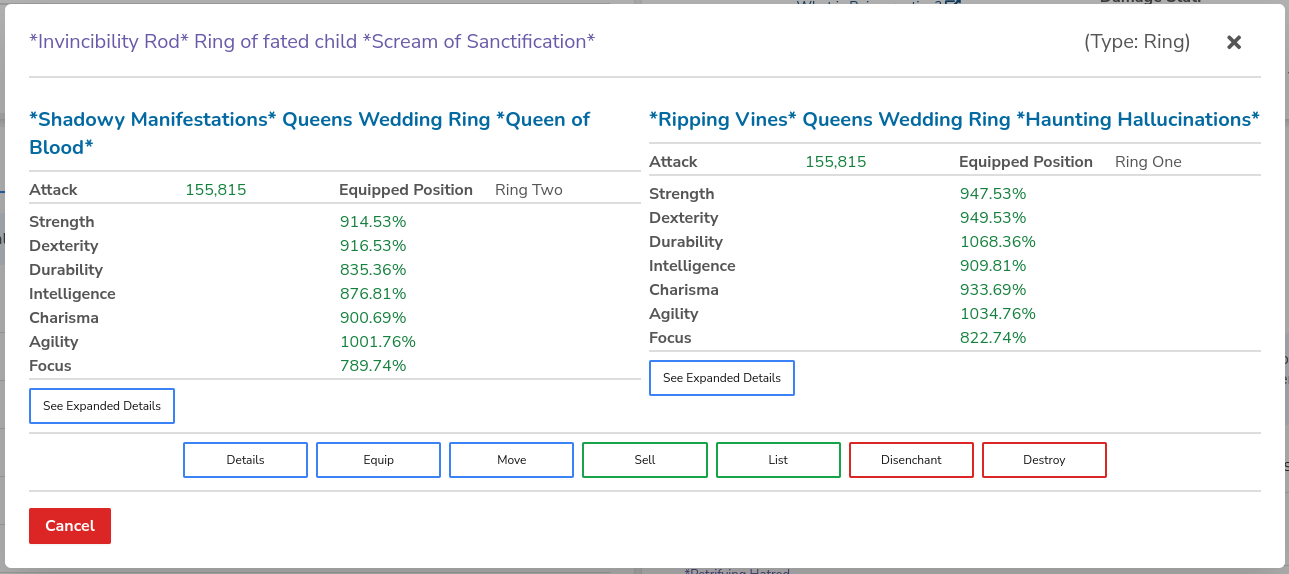 *Invincibility Rod* Ring of fated child *Scream of Sanctification*
(Type: Ring)
*Shadowy Manifestations* Queens Wedding Ring *Queen of
Blood*
Attack 155,815 Equipped Position Ring Two
Strength 914.53%
Dexterity 916.53%
Durability 835.36%
Intelligence 876.81%
Charisma 900.69%
Agility 1001.76%
Focus 789.74%
See Expanded Details
*Ripping Vines* Queens Wedding Ring *Haunting Hallucinations*
Attack 155,815 Equipped Position Ring One
Strength 947.53%
Dexterity 949.53%
Durability 1068.36%
Intelligence 909.81%
Charisma 933.69%
Agility 1034.76%
Focus 822.74%
See Expanded Details
Details Equip Move Sell List Disenchant Destroy
Cancel